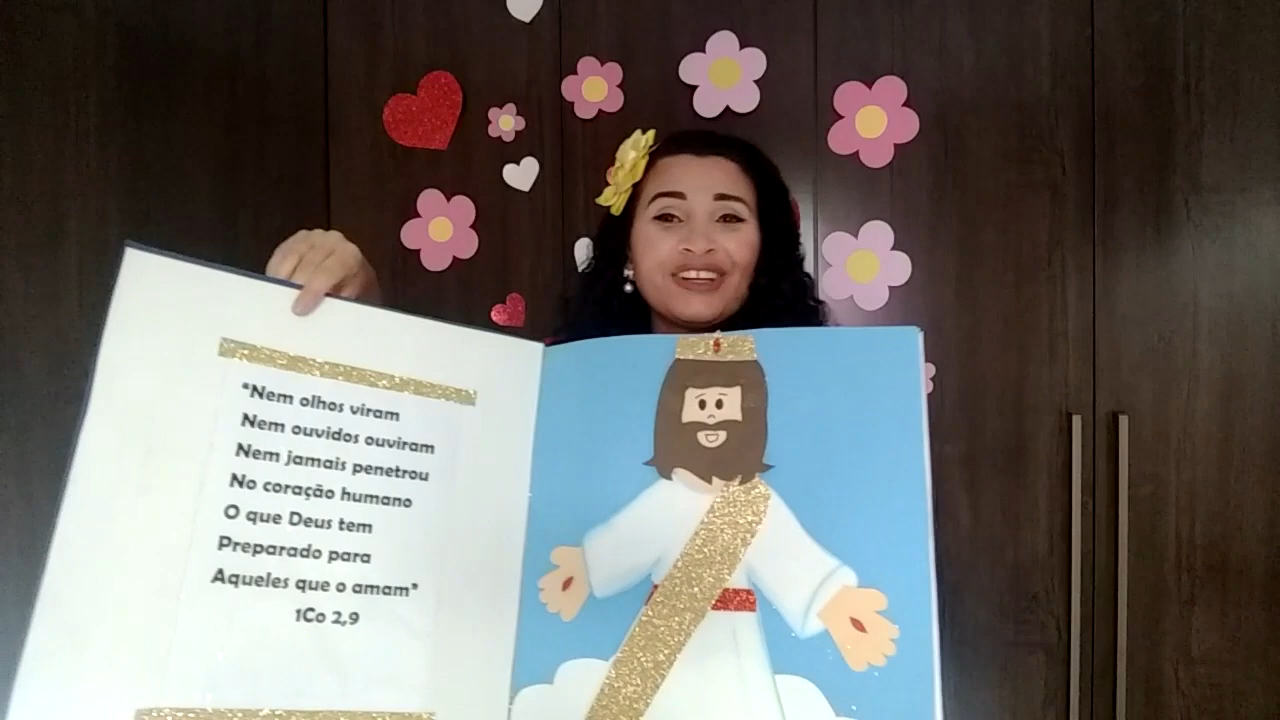 “Nem olhos viram
Nem ouvidos ouviram
Nem jamais penetrou
No coração humano
O que Deus tem
Preparado para
Aqueles que o amam”
1Co 2,9